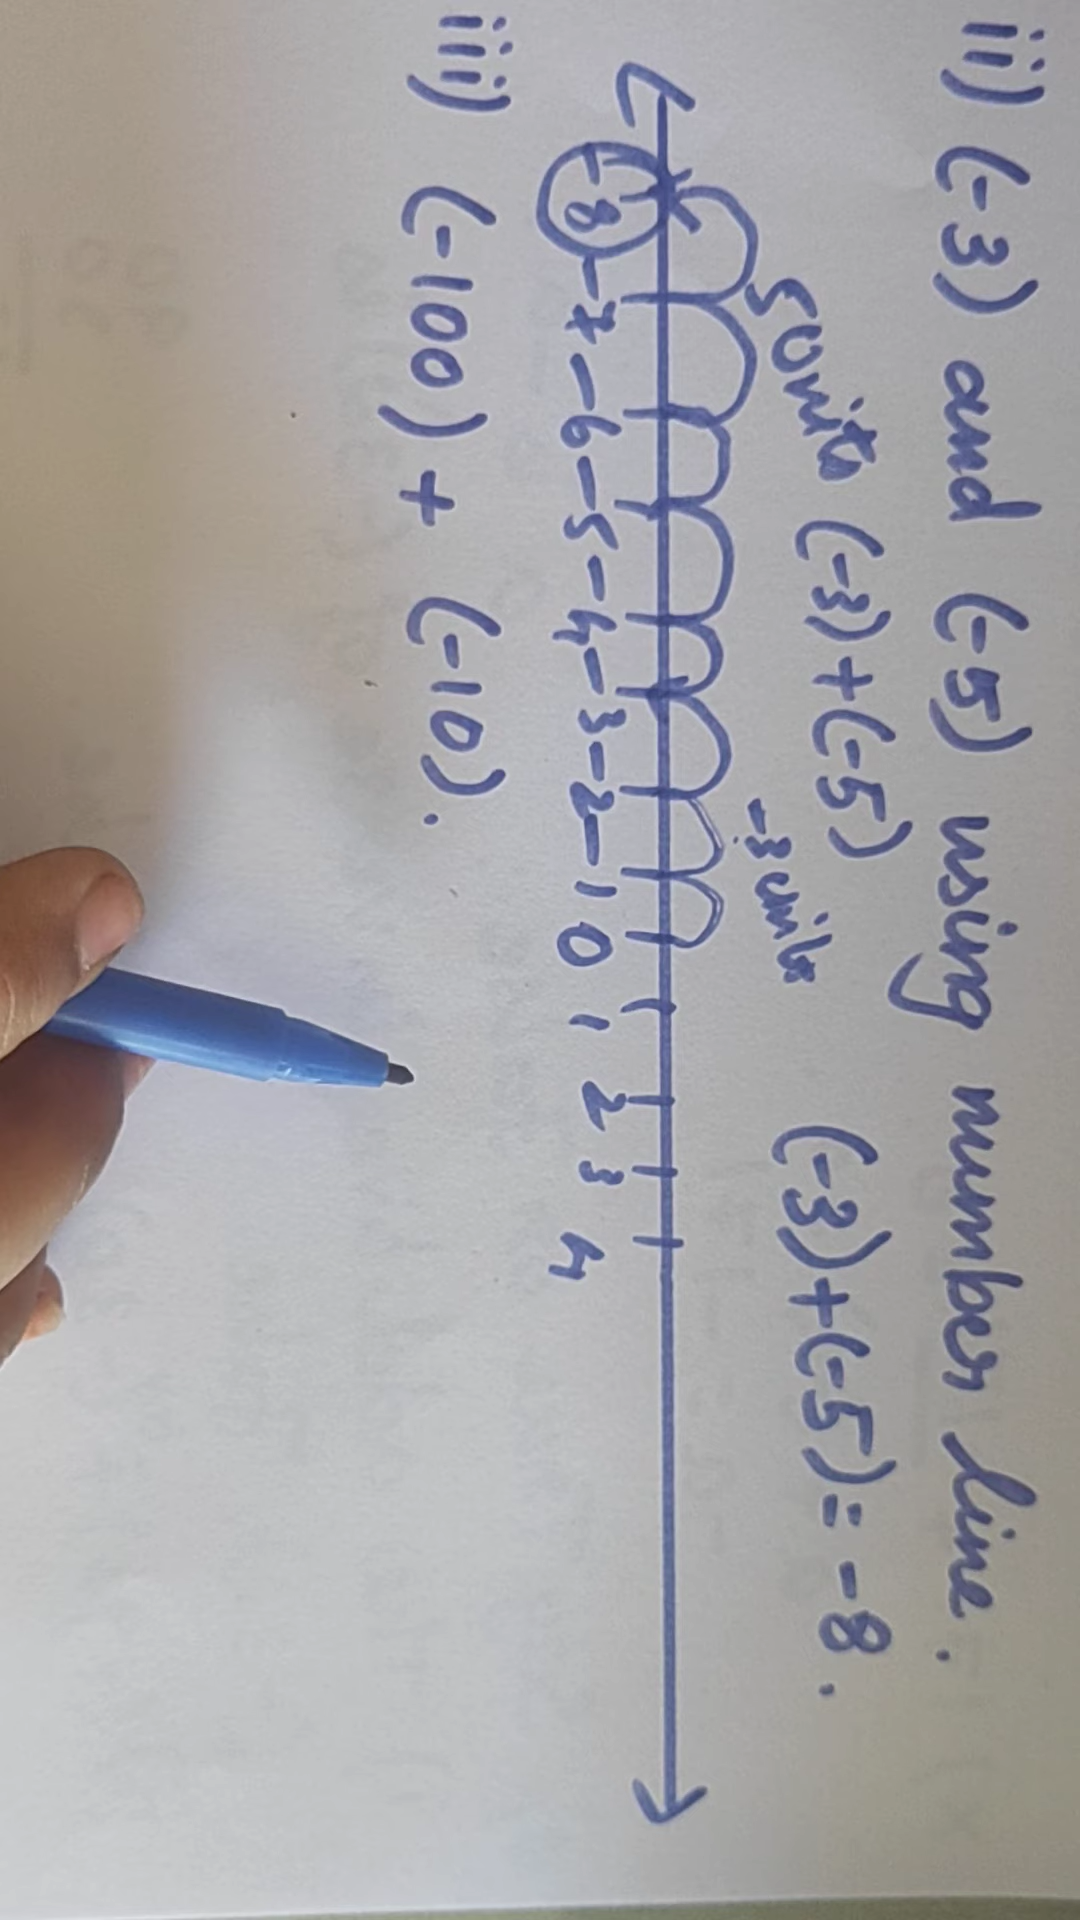 ii) (-3) and (-5) using number line.
5 units (-3)+(-5) (-3)+(-5)= -8.
-3 units
-8 -7 -6 -5 -4 -3 -2 -1 0 1 2 3 4
iii) (-100) + (-10).